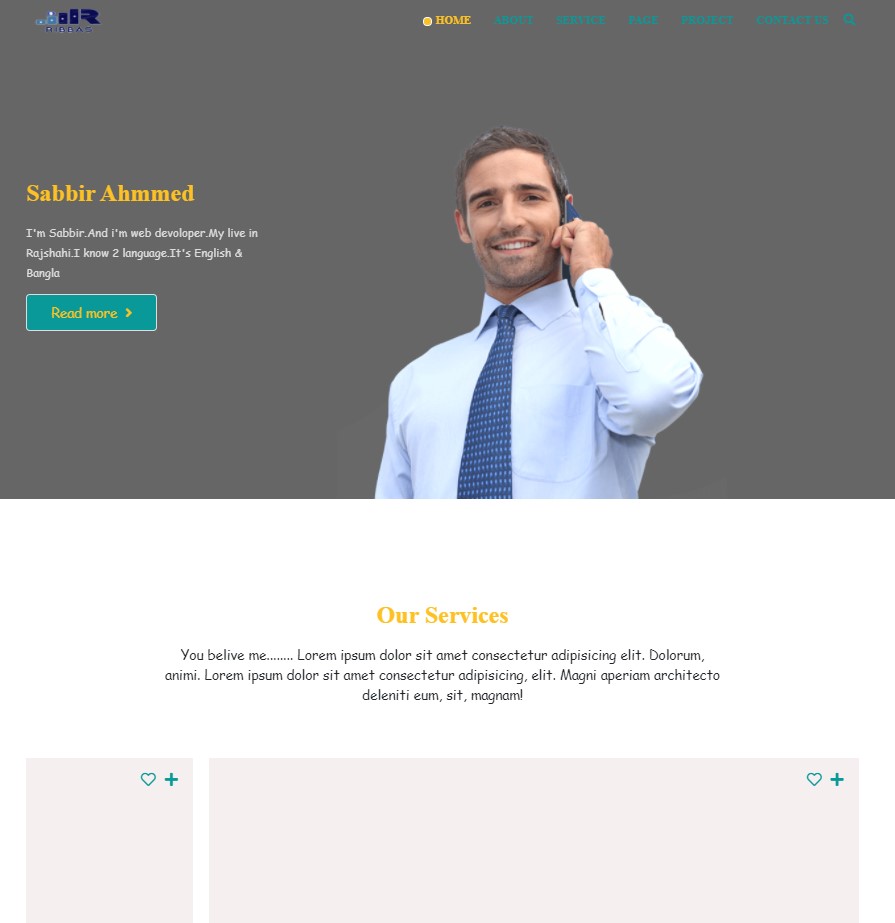 RIBBAS
HOME ABOUT SERVICE PAGE PROJECT CONTACT US
Sabbir Ahmmed
I'm Sabbir.And i'm web devoloper.My live in
Rajshahi.I know 2 language.It's English &
Bangla
Read more
Our Services
You belive me........ Lorem ipsum dolor sit amet consectetur adipisicing elit. Dolorum,
animi. Lorem ipsum dolor sit amet consectetur adipisicing, elit. Magni aperiam architecto
deleniti eum, sit, magnam!